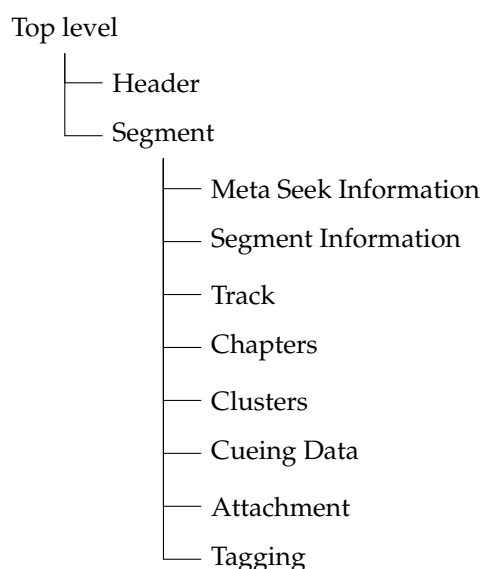 Top level
Header
Segment
Meta Seek Information
Segment Information
Track
Chapters
Clusters
Cueing Data
Attachment
Tagging